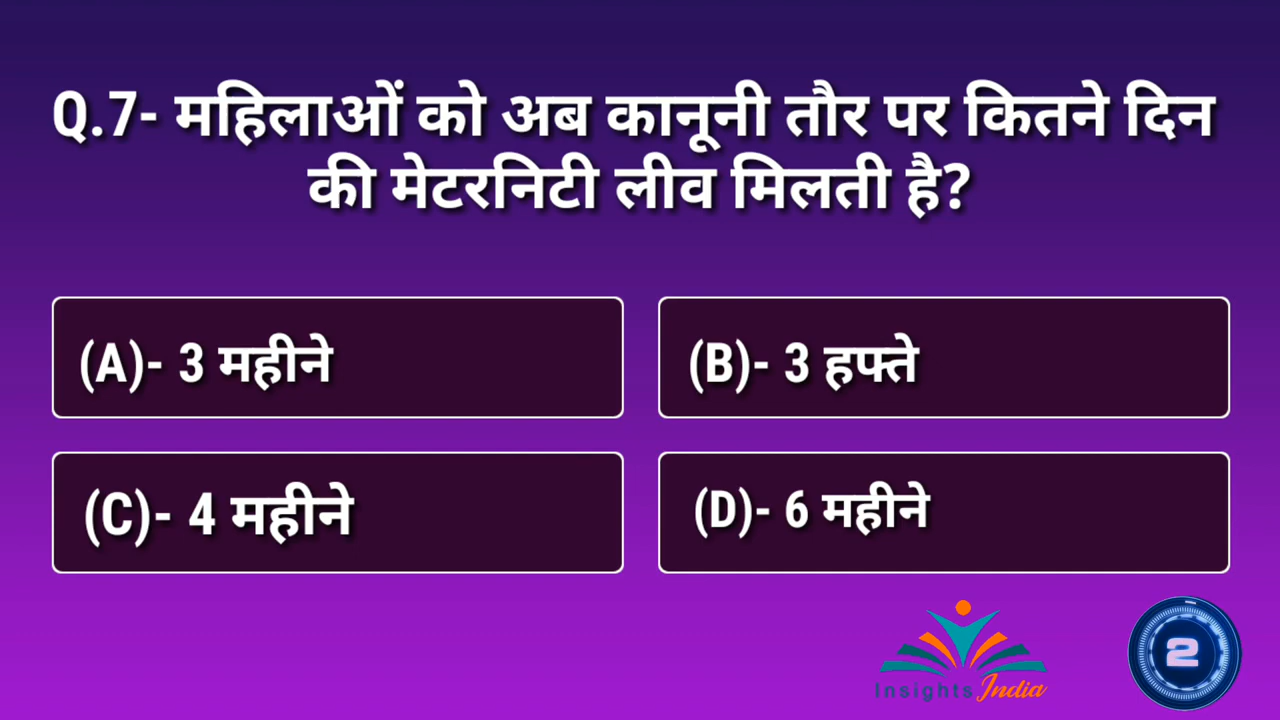 Q.7- महिलाओं को अब कानूनी तौर पर कितने दिन
की मेटरनिटी लीव मिलती है?
(A)- 3 महीने
(B)- 3 हफ्ते
(C)- 4 महीने
(D)- 6 महीने
Insights India
2